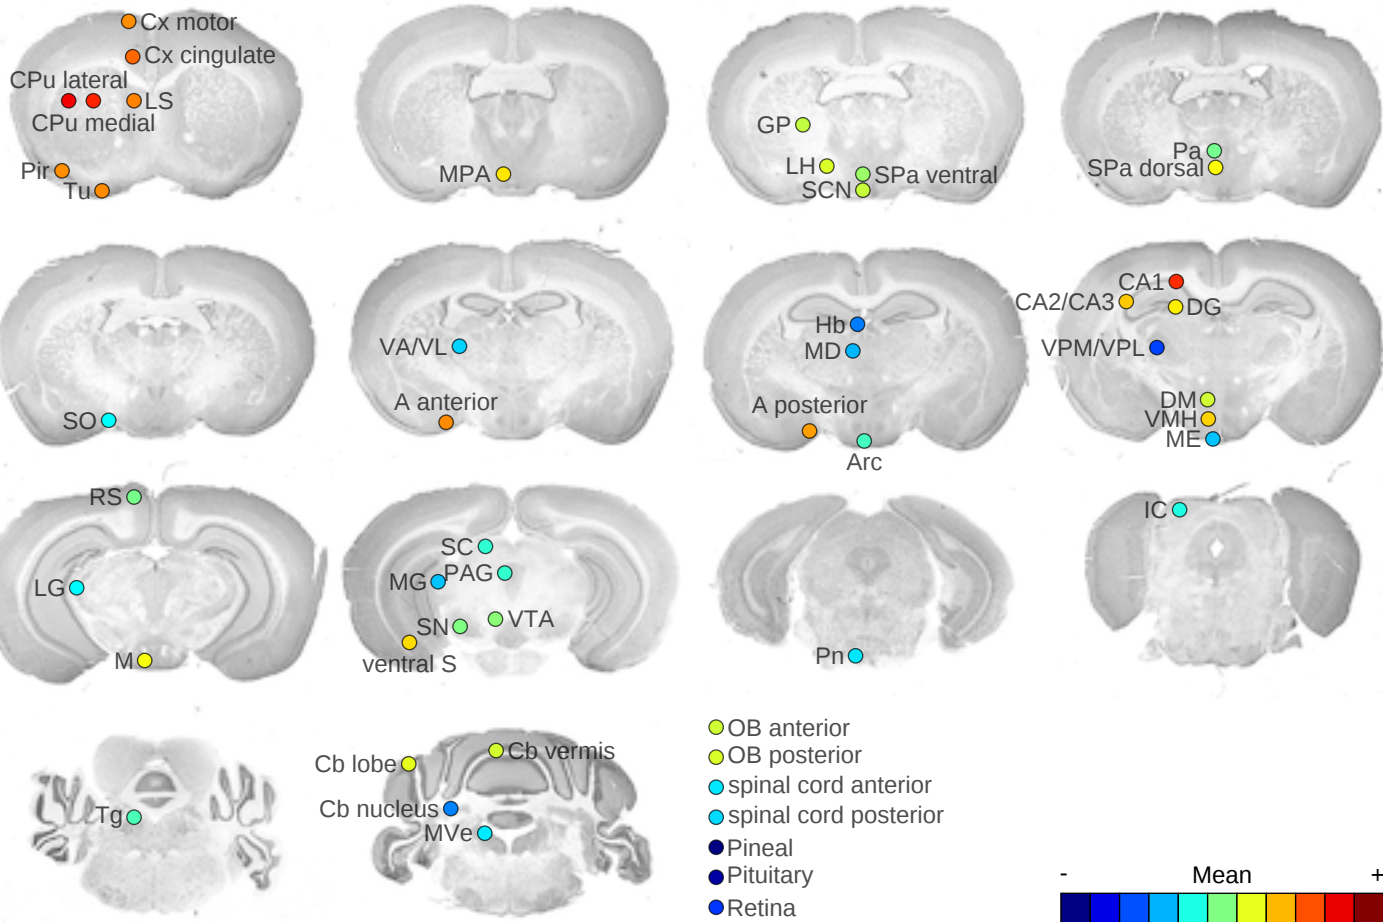 Cx motor
Cx cingulate
CPu lateral
LS
CPu medial
Pir
Tu
MPA
GP
LH
SPa ventral
SCN
Pa
SPa dorsal
SO
VA/VL
A anterior
Hb
MD
A posterior
Arc
CA1
CA2/CA3
DG
VPM/VPL
DM
VMH
ME
RS
LG
M
SC
PAG
MG
VTA
SN
ventral S
Pn
IC
Tg
Cb vermis
Cb lobe
Cb nucleus
MVe
OB anterior
OB posterior
spinal cord anterior
spinal cord posterior
Pineal
Pituitary
Retina
- Mean +